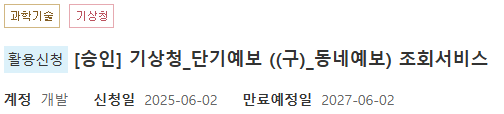 과학기술 기상청
활용신청 [승인] 기상청_단기예보 ((구)_동네예보) 조회서비스
계정 개발 신청일 2025-06-02 만료예정일 2027-06-02